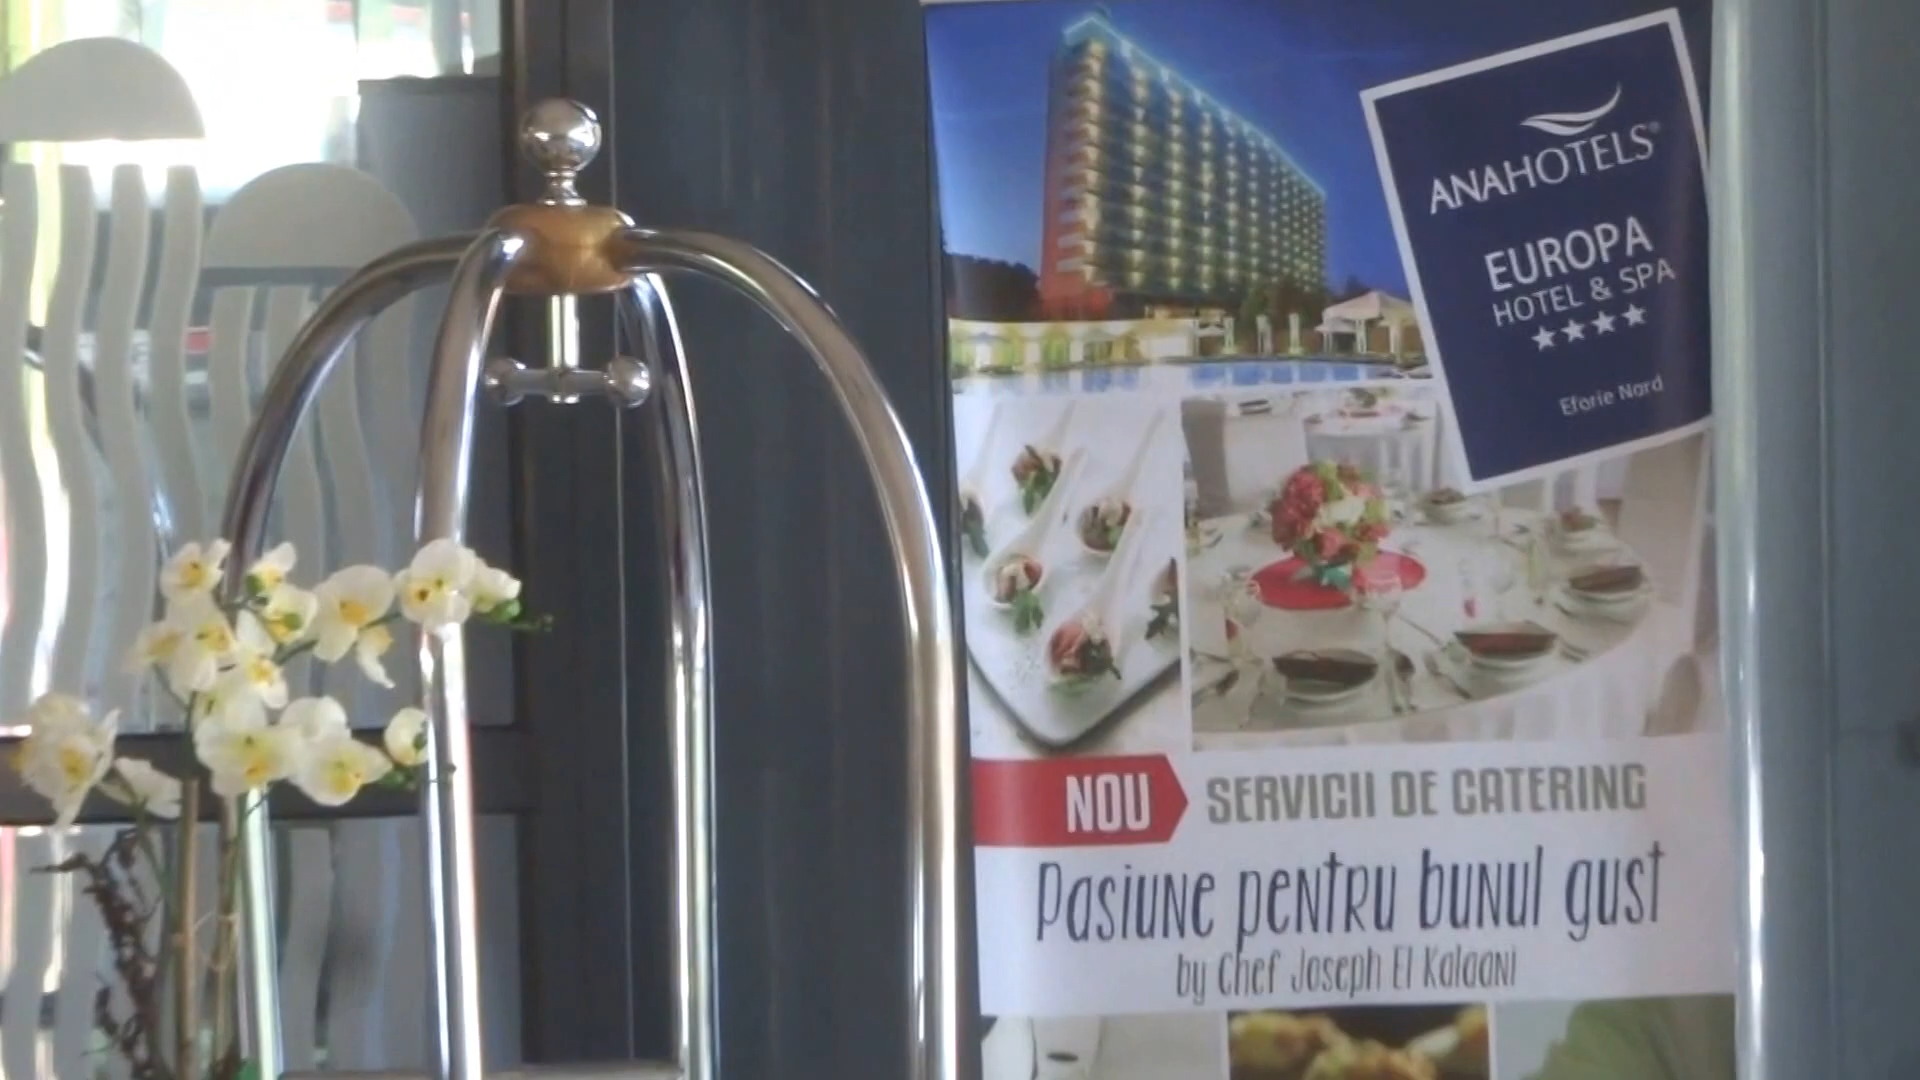 ANAHOTELS®
EUROPA
HOTEL & SPA
★★★★
Eforie Nord
NOU
SERVICII DE CATERING
Pasiune pentru bunul gust
by Chef Joseph El Kalaani